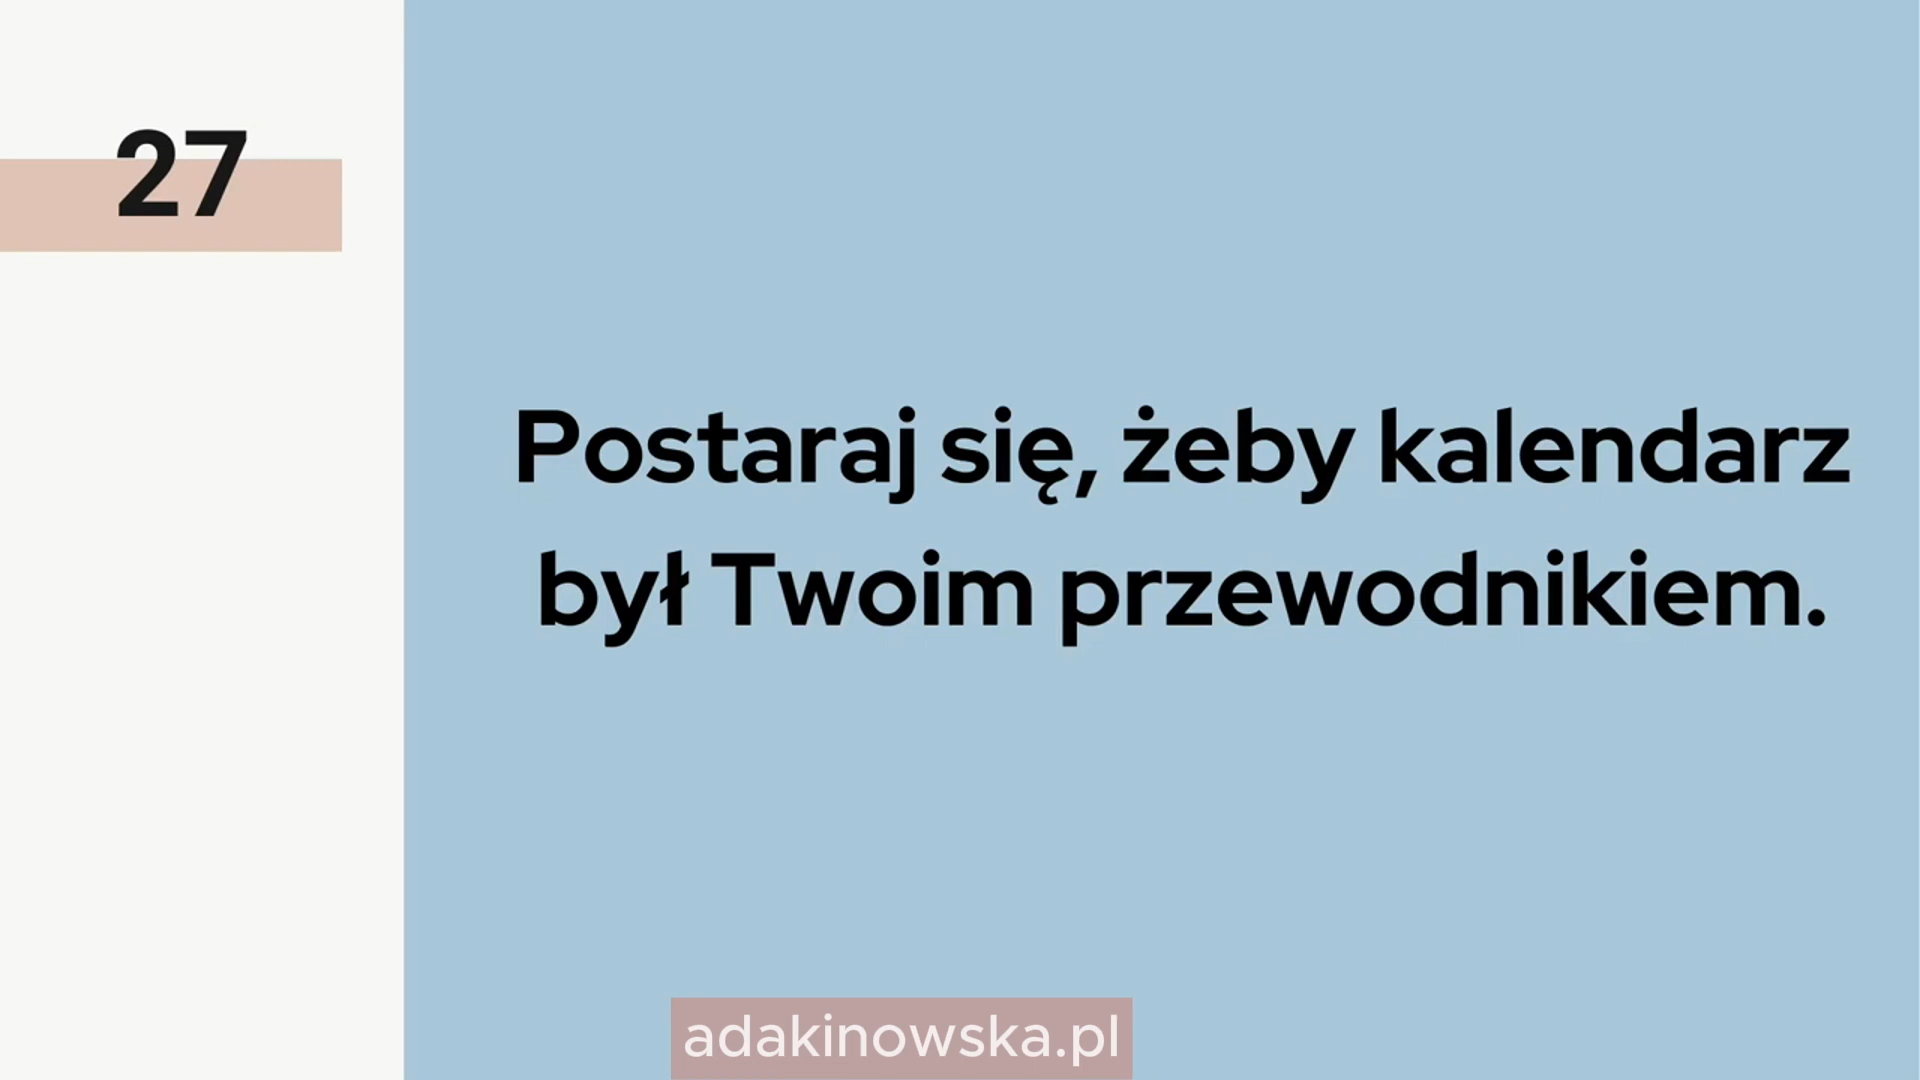 27
Postaraj się, żeby kalendarz
był Twoim przewodnikiem.
adakinowska.pl